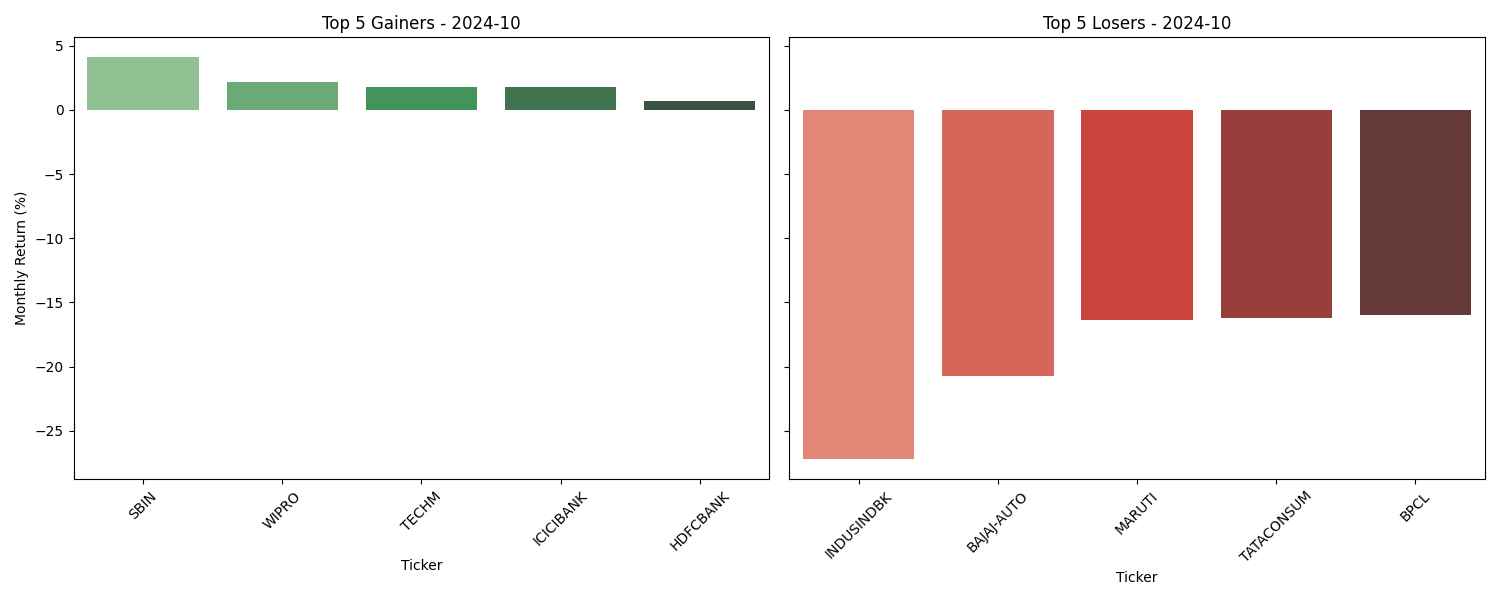 Top 5 Gainers - 2024-10
Monthly Return (%)
5
0
−5
−10
−15
−20
−25
SBIN
WIPRO
TECHM
ICICIBANK
HDFCBANK
Ticker
Top 5 Losers - 2024-10
INDUSINDBK
BAJAJ-AUTO
MARUTI
TATACONSUM
BPCL
Ticker